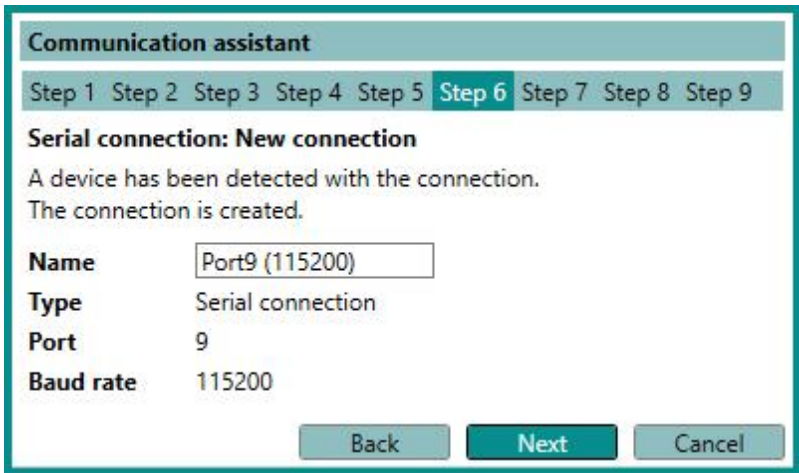 Communication assistant
Step 1 Step 2 Step 3 Step 4 Step 5 Step 6 Step 7 Step 8 Step 9
Serial connection: New connection
A device has been detected with the connection.
The connection is created.
Name Port9 (115200)
Type Serial connection
Port 9
Baud rate 115200
Back Next Cancel